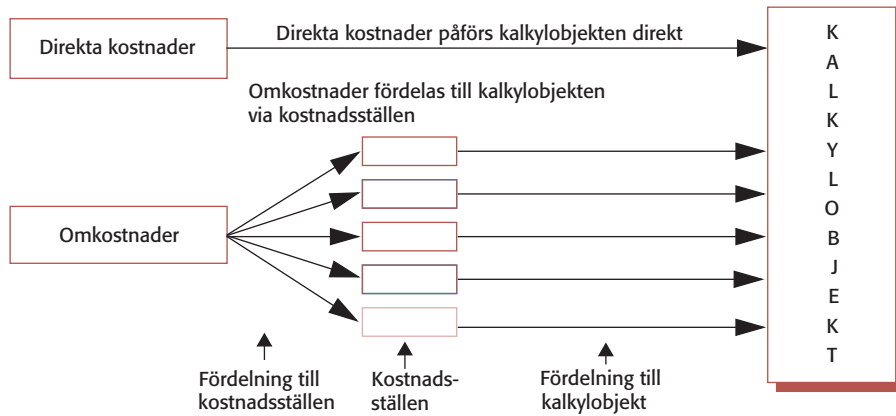 Direkta kostnader
Direkta kostnader påförs kalkylobjekten direkt
Omkostnader fördelas till kalkylobjekten
via kostnadsställen
Omkostnader
Fördelning till
kostnadsställen
Kostnads-
ställen
Fördelning till
kalkylobjekt
K
A
L
K
Y
L
O
B
J
E
K
T